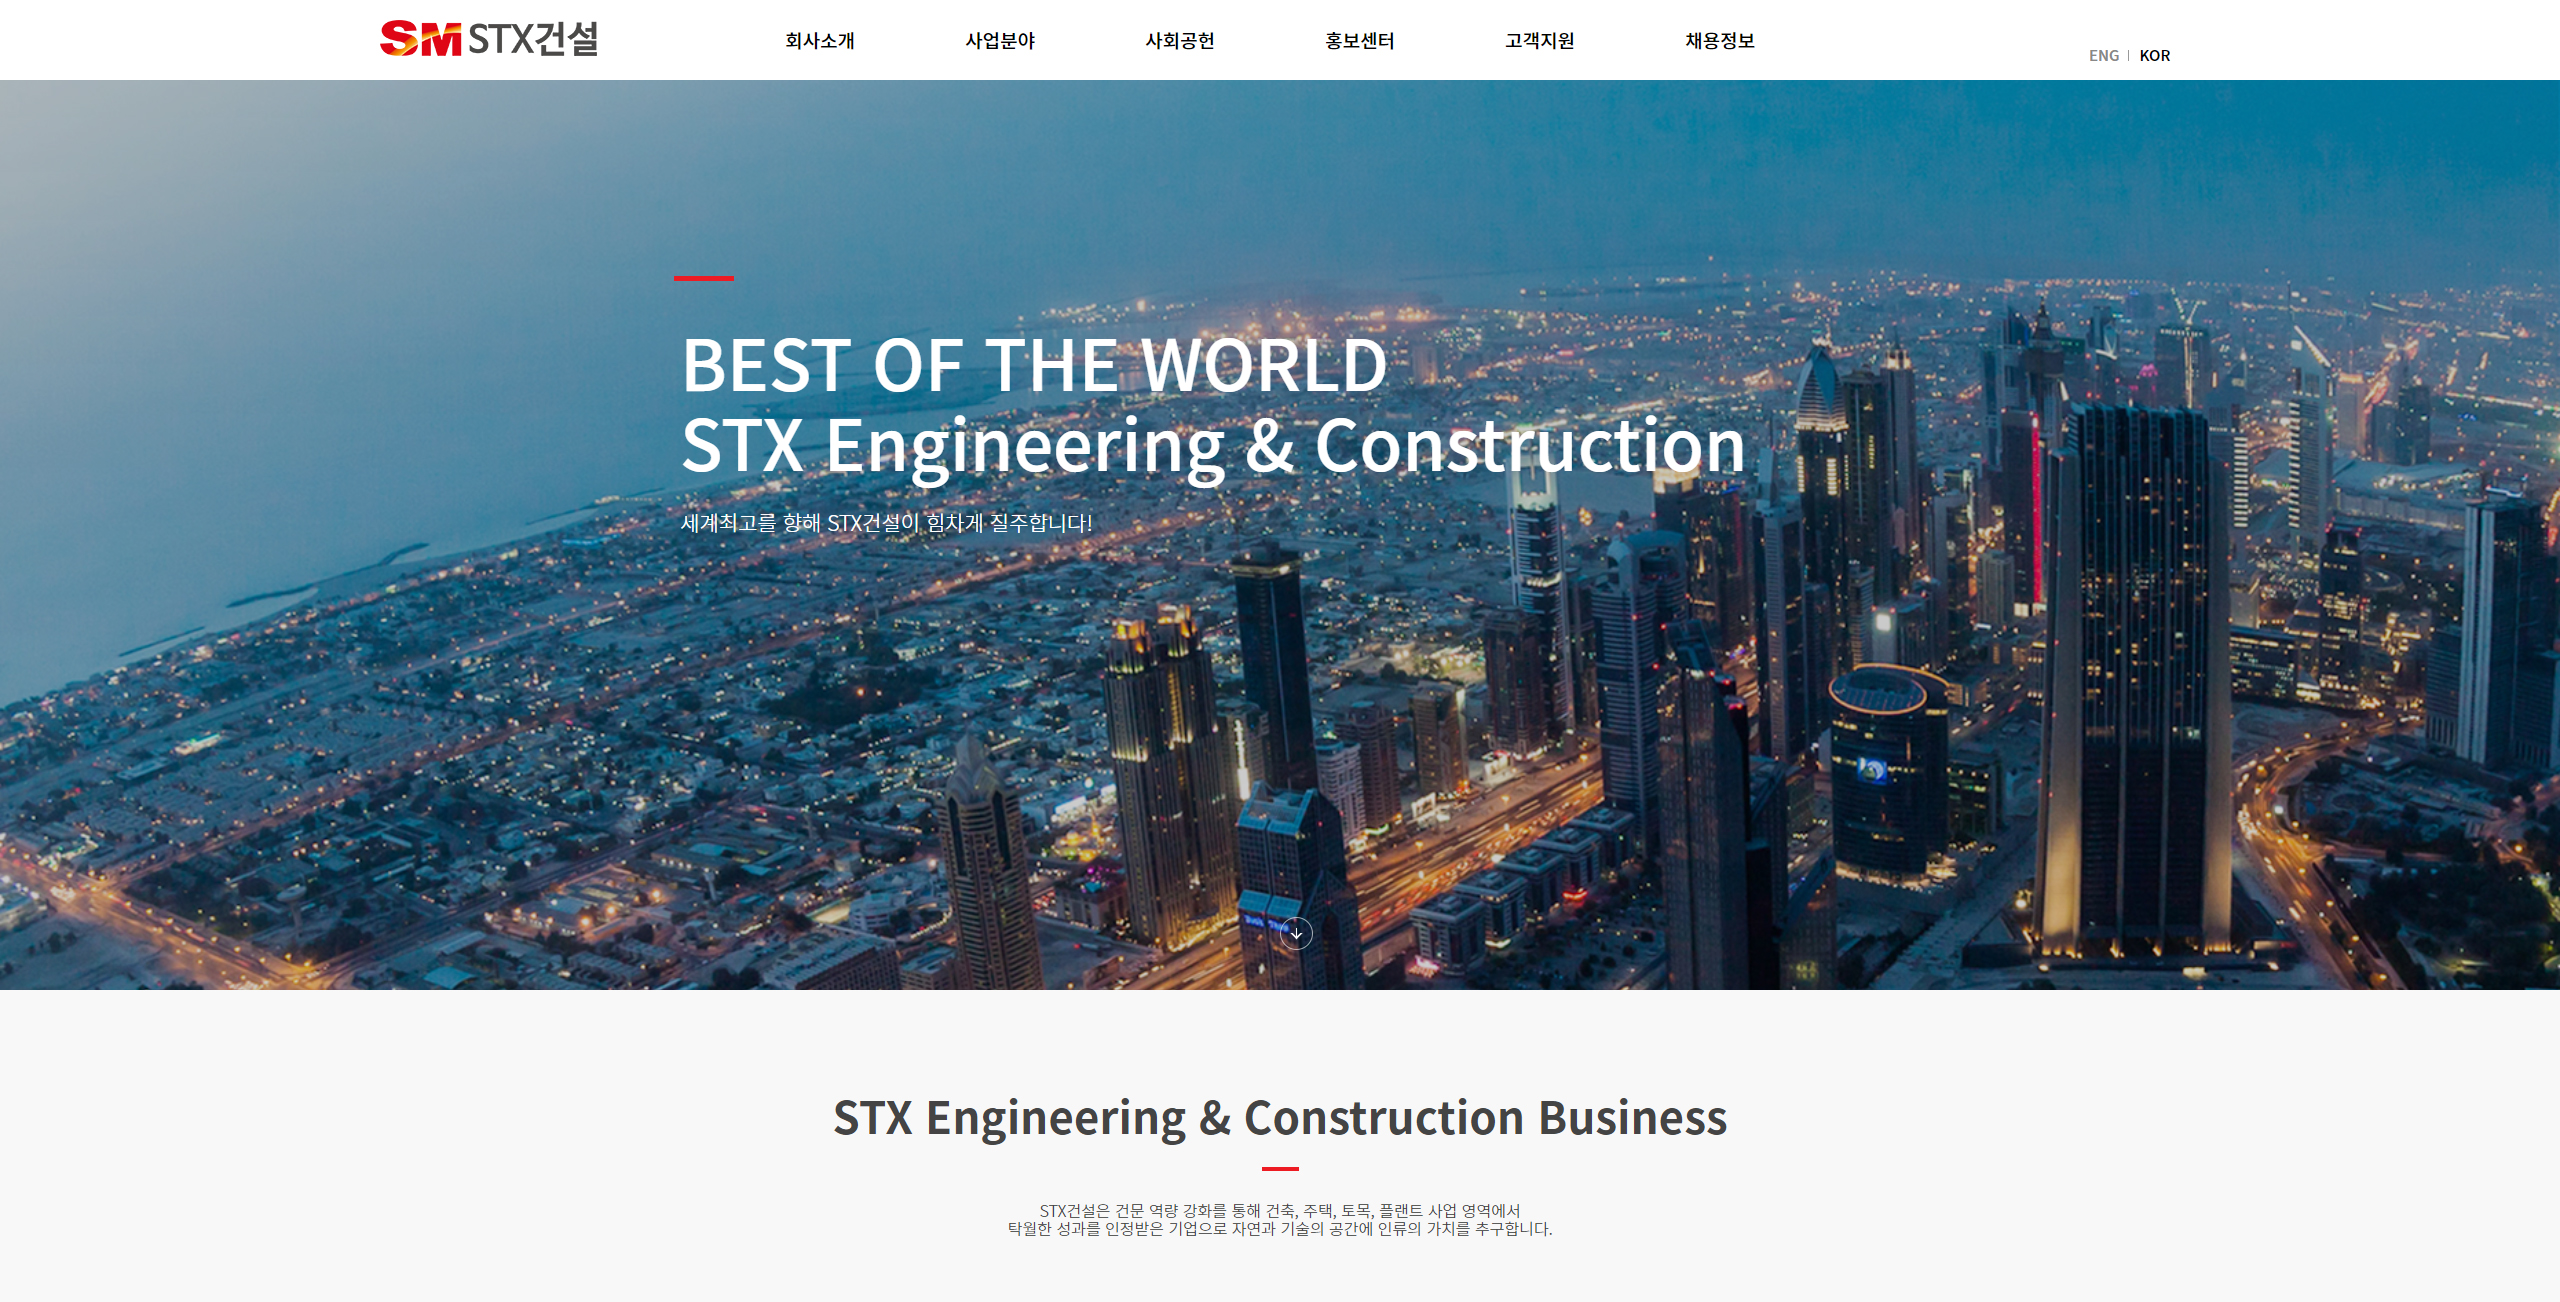 SM STX건설
회사소개
사업분야
사회공헌
홍보센터
고객지원
채용정보
ENG
KOR
BEST OF THE WORLD
STX Engineering & Construction
세계최고를 향해 STX건설이 힘차게 질주합니다!
STX Engineering & Construction Business
STX건설은 건문 역량 강화를 통해 건축, 주택, 토목, 플랜트 사업 영역에서
탁월한 성과를 인정받은 기업으로 자연과 기술의 공간에 인류의 가치를 추구합니다.